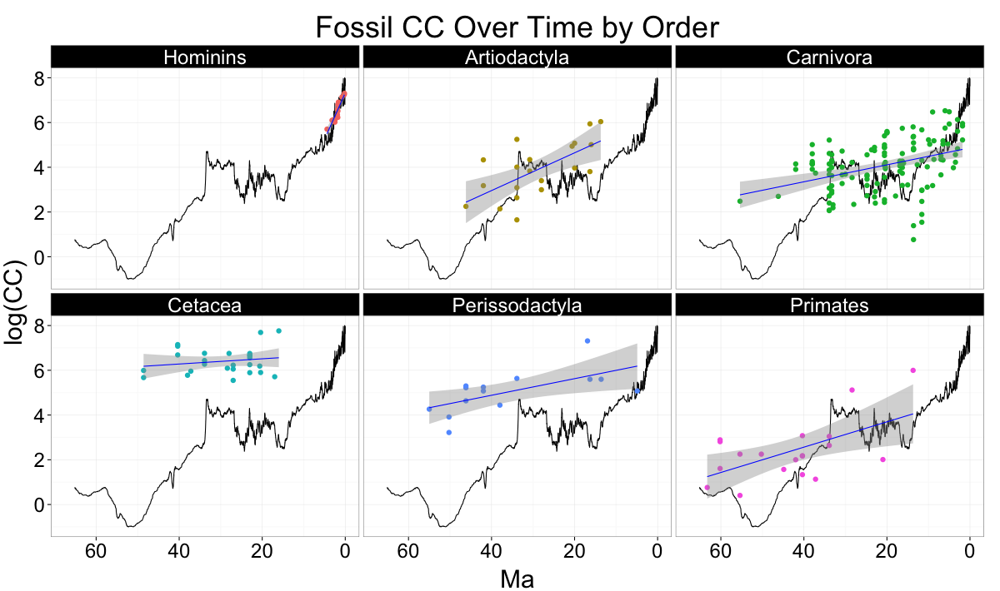 Fossil CC Over Time by Order
Hominins
Artiodactyla
Carnivora
8
6
4
2
0
Cetacea
Perissodactyla
Primates
8
6
4
2
0
log(CC)
60 40 20 0
60 40 20 0
60 40 20 0
Ma